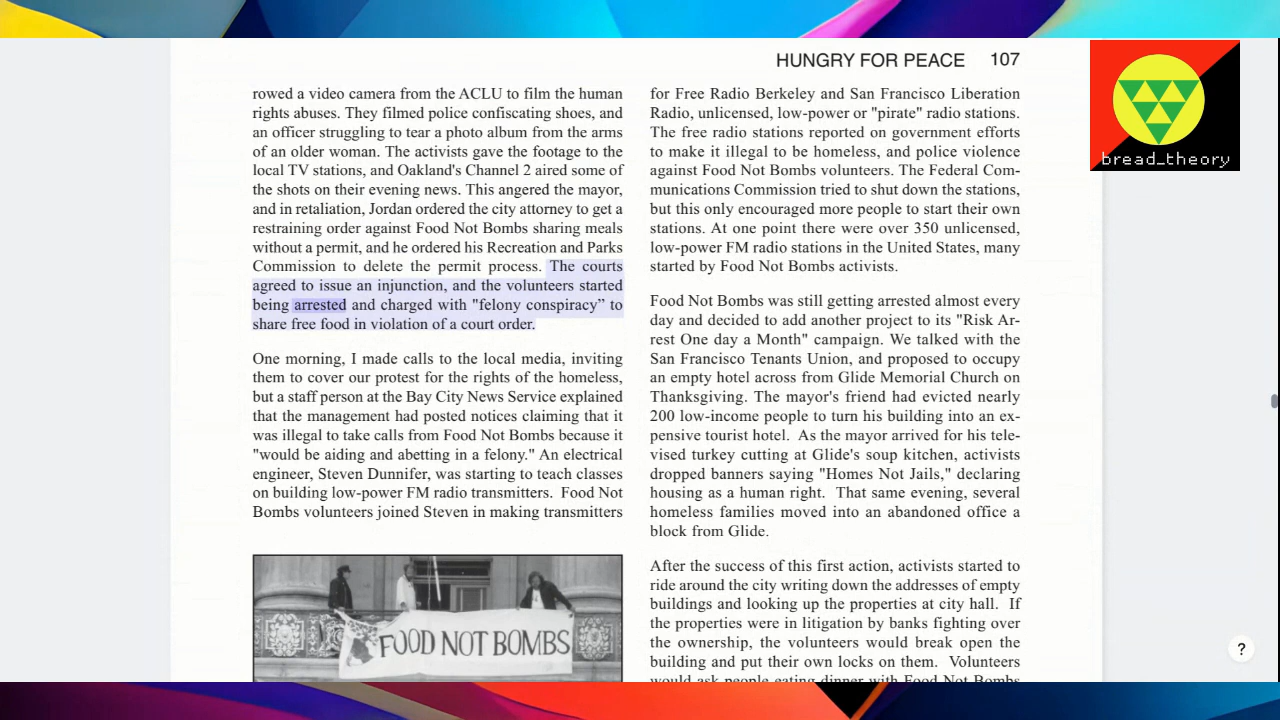 HUNGRY FOR PEACE 107
rowed a video camera from the ACLU to film the human
rights abuses. They filmed police confiscating shoes, and
an officer struggling to tear a photo album from the arms
of an older woman. The activists gave the footage to the
local TV stations, and Oakland's Channel 2 aired some of
the shots on their evening news. This angered the mayor,
and in retaliation, Jordan ordered the city attorney to get a
restraining order against Food Not Bombs sharing meals
without a permit, and he ordered his Recreation and Parks
Commission to delete the permit process. The courts
agreed to issue an injunction, and the volunteers started
being arrested and charged with "felony conspiracy” to
share free food in violation of a court order.
One morning, I made calls to the local media, inviting
them to cover our protest for the rights of the homeless,
but a staff person at the Bay City News Service explained
that the management had posted notices claiming that it
was illegal to take calls from Food Not Bombs because it
"would be aiding and abetting in a felony." An electrical
engineer, Steven Dunnifer, was starting to teach classes
on building low-power FM radio transmitters. Food Not
Bombs volunteers joined Steven in making transmitters
FOOD NOT BOMBS
for Free Radio Berkeley and San Francisco Liberation
Radio, unlicensed, low-power or "pirate" radio stations.
The free radio stations reported on government efforts
to make it illegal to be homeless, and police violence
against Food Not Bombs volunteers. The Federal Com-
munications Commission tried to shut down the stations,
but this only encouraged more people to start their own
stations. At one point there were over 350 unlicensed,
low-power FM radio stations in the United States, many
started by Food Not Bombs activists.
Food Not Bombs was still getting arrested almost every
day and decided to add another project to its "Risk Ar-
rest One day a Month" campaign. We talked with the
San Francisco Tenants Union, and proposed to occupy
an empty hotel across from Glide Memorial Church on
Thanksgiving. The mayor's friend had evicted nearly
200 low-income people to turn his building into an ex-
pensive tourist hotel. As the mayor arrived for his tele-
vised turkey cutting at Glide's soup kitchen, activists
dropped banners saying "Homes Not Jails," declaring
housing as a human right. That same evening, several
homeless families moved into an abandoned office a
block from Glide.
After the success of this first action, activists started to
ride around the city writing down the addresses of empty
buildings and looking up the properties at city hall. If
the properties were in litigation by banks fighting over
the ownership, the volunteers would break open the
building and put their own locks on them. Volunteers
would ask people eating dinner with Food Not Bombs
bread_theory
?